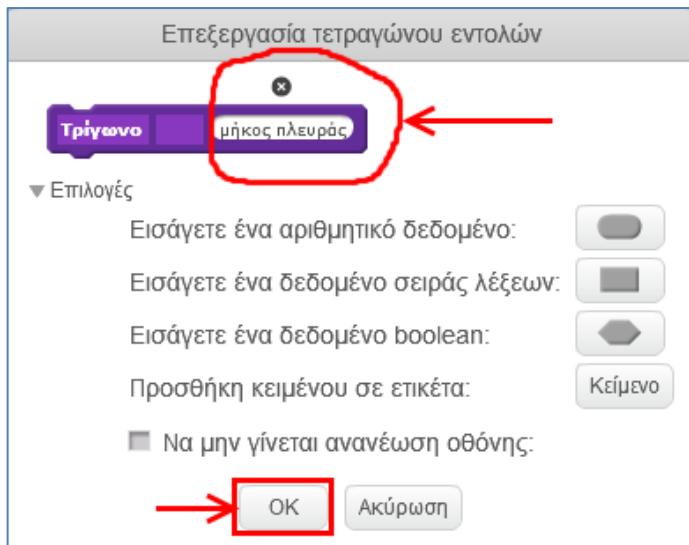 Επεξεργασία τετραγώνου εντολών
Τρίγωνο μήκος πλευράς
Επιλογές
Εισάγετε ένα αριθμητικό δεδομένο:
Εισάγετε ένα δεδομένο σειράς λέξεων:
Εισάγετε ένα δεδομένο boolean:
Προσθήκη κειμένου σε ετικέτα: Κείμενο
Να μην γίνεται ανανέωση οθόνης:
OK Ακύρωση